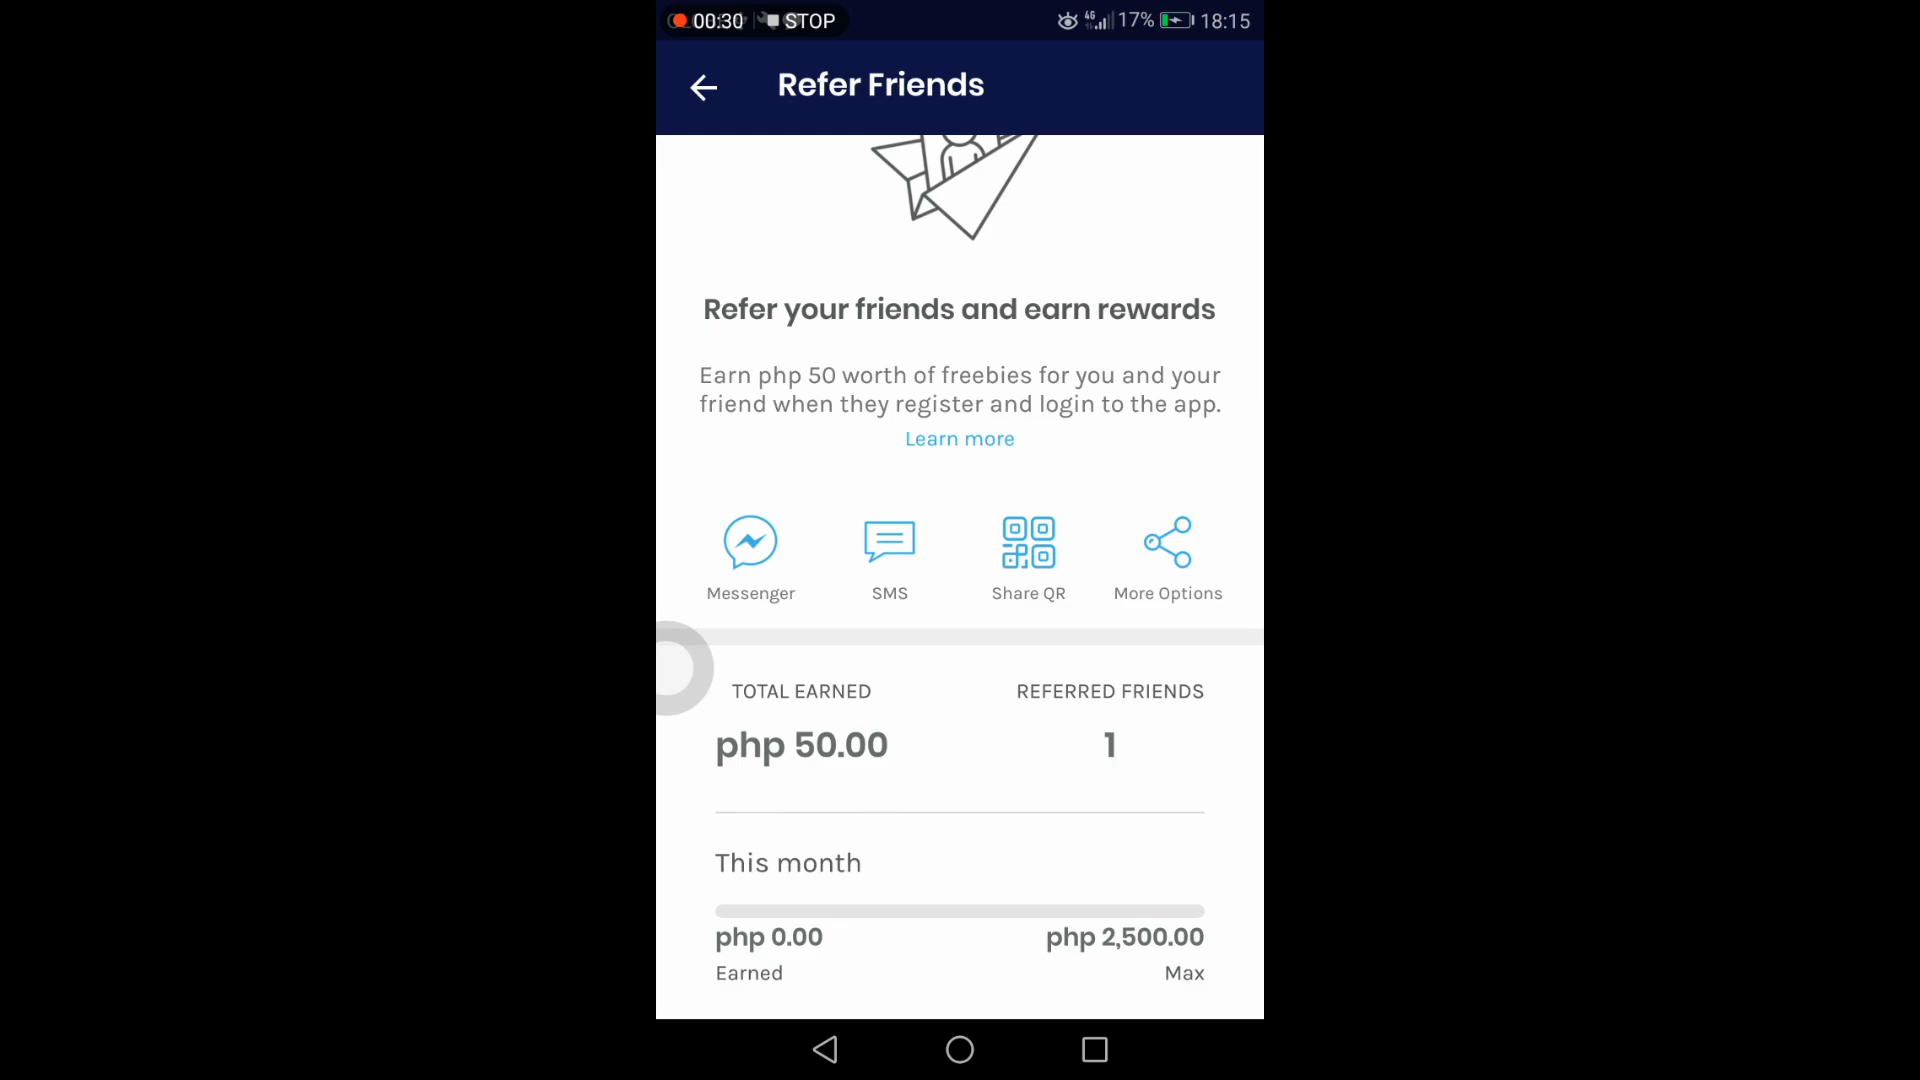 00:30 STOP 4G 17% 18:15
Refer Friends
Refer your friends and earn rewards
Earn php 50 worth of freebies for you and your
friend when they register and login to the app.
Learn more
Messenger SMS Share QR More Options
TOTAL EARNED REFERRED FRIENDS
php 50.00 1
This month
php 0.00 php 2,500.00
Earned Max